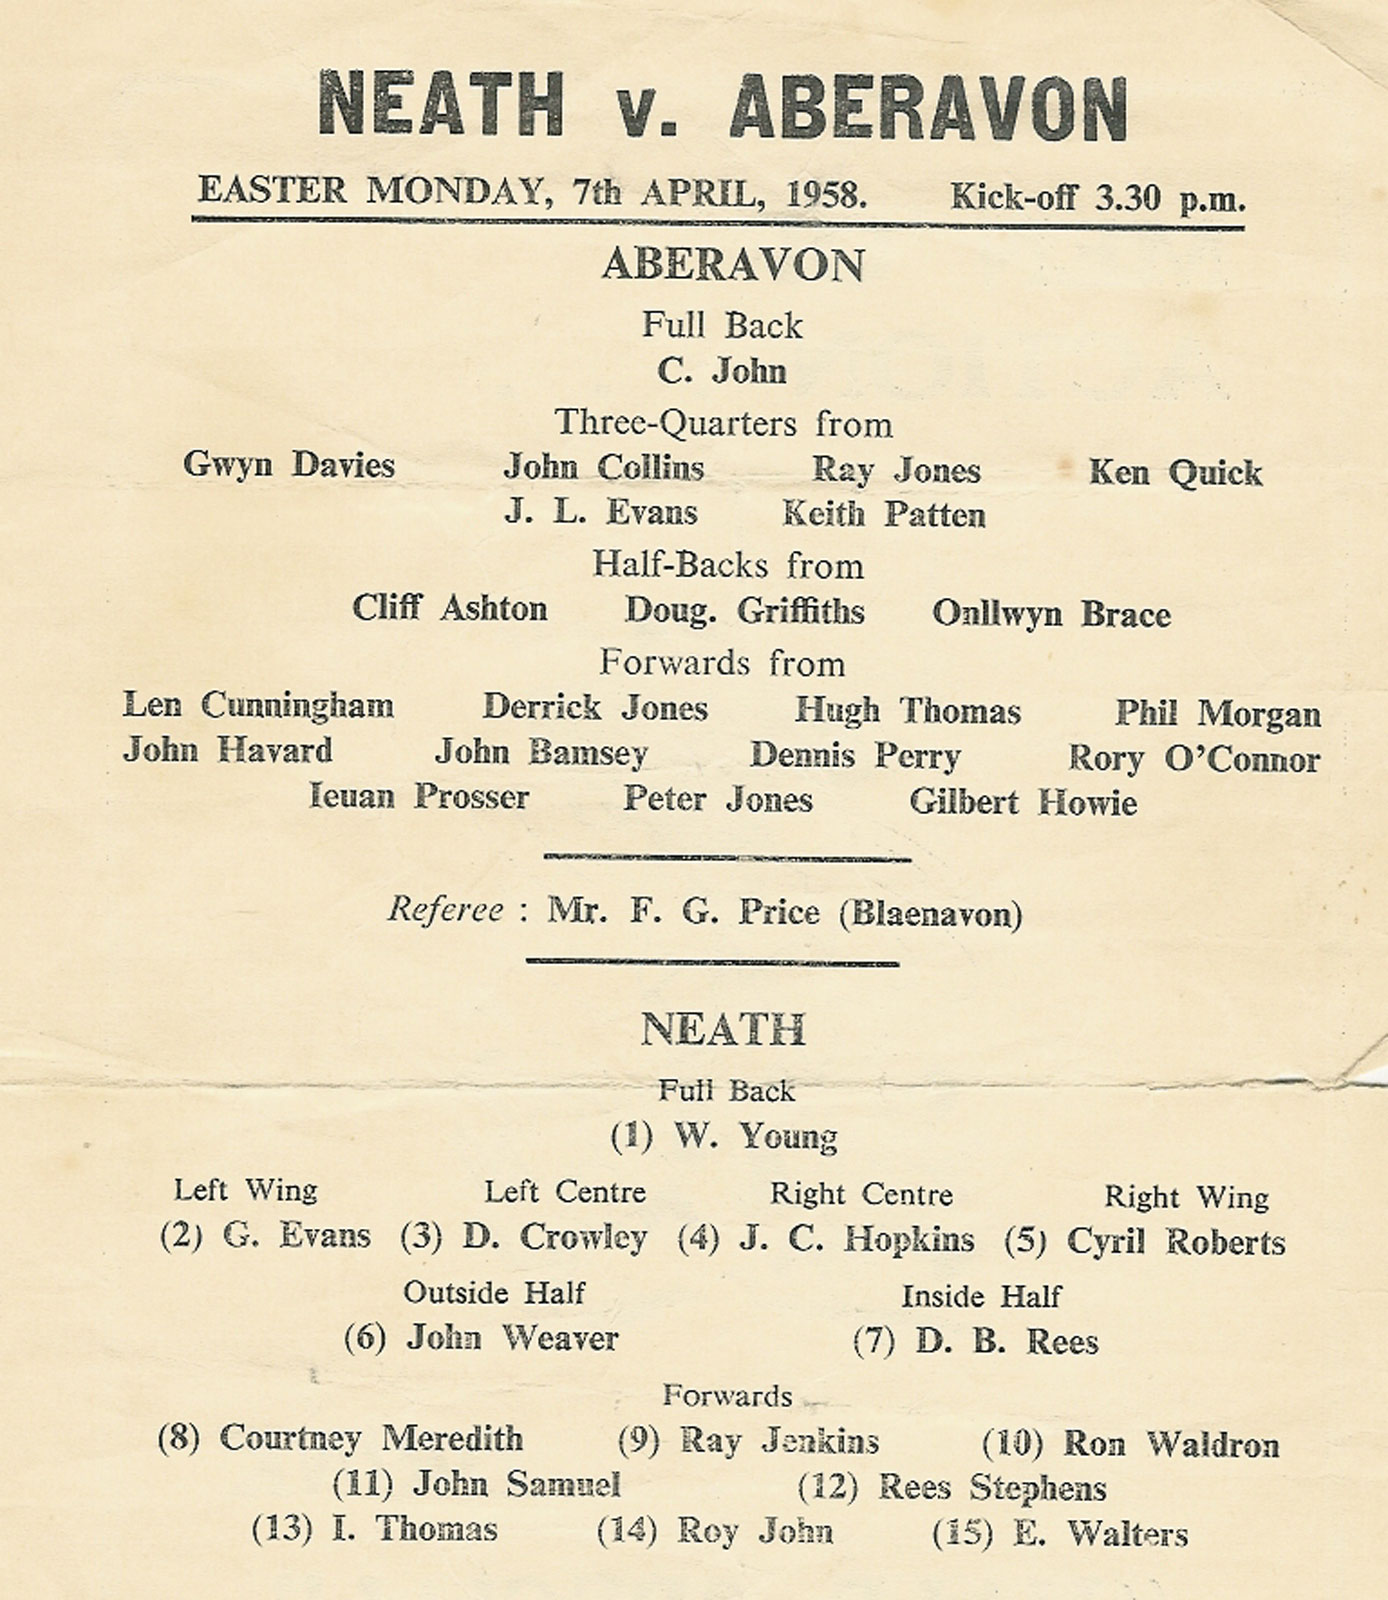 NEATH v. ABERAVON
EASTER MONDAY, 7th APRIL, 1958. Kick-off 3.30 p.m.
ABERAVON
Full Back
C. John
Three-Quarters from
Gwyn Davies John Collins Ray Jones Ken Quick
J. L. Evans Keith Patten
Half-Backs from
Cliff Ashton Doug. Griffiths Onllwyn Brace
Forwards from
Len Cunningham Derrick Jones Hugh Thomas Phil Morgan
John Havard John Bamsey Dennis Perry Rory O'Connor
Ieuan Prosser Peter Jones Gilbert Howie
Referee : Mr. F. G. Price (Blaenavon)
NEATH
Full Back
(1) W. Young
Left Wing Left Centre Right Centre Right Wing
(2) G. Evans (3) D. Crowley (4) J. C. Hopkins (5) Cyril Roberts
Outside Half Inside Half
(6) John Weaver (7) D. B. Rees
Forwards
(8) Courtney Meredith (9) Ray Jenkins (10) Ron Waldron
(11) John Samuel (12) Rees Stephens
(13) I. Thomas (14) Roy John (15) E. Walters